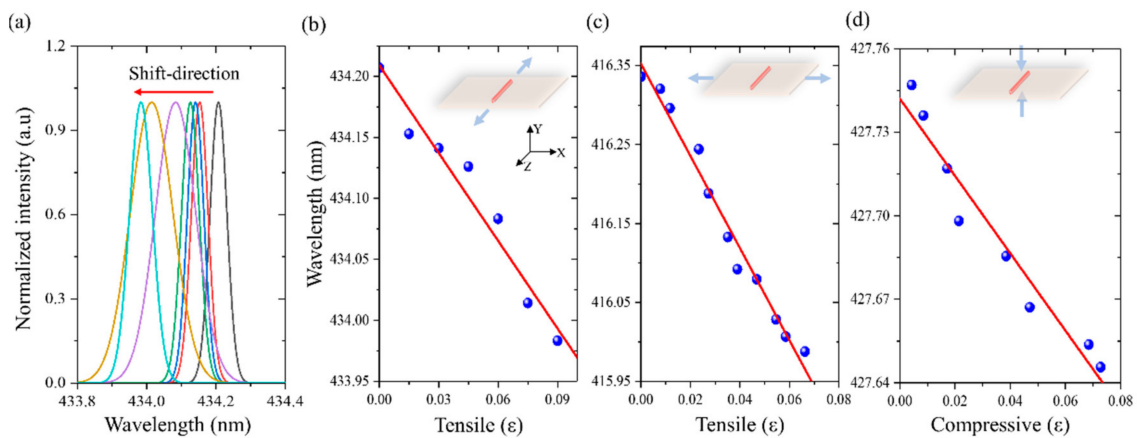 (a)
Shift-direction
1.2
0.9
0.6
0.3
0.0
433.8 434.0 434.2 434.4
Normalized intensity (a.u)
Wavelength (nm)
(b)
434.20
434.15
434.10
434.05
434.00
433.95
0.00 0.03 0.06 0.09
Wavelength (nm)
Tensile (ε)
Y
X
Z
(c)
416.35
416.25
416.15
416.05
415.95
0.00 0.02 0.04 0.06 0.08
Tensile (ε)
(d)
427.76
427.73
427.70
427.67
427.64
0.00 0.02 0.04 0.06 0.08
Compressive (ε)